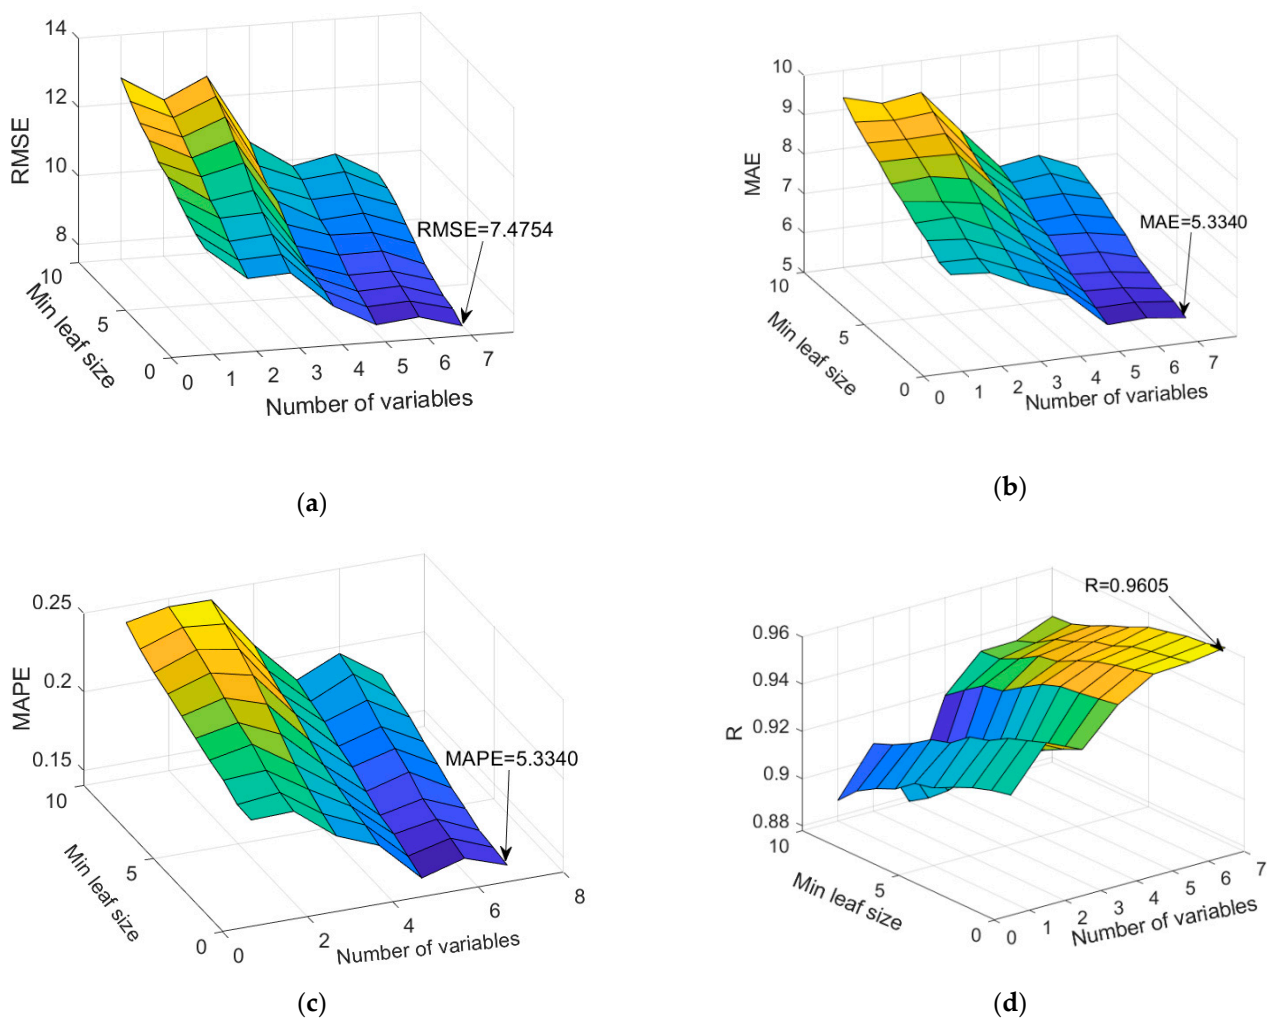 14
12
10
8
RMSE
10
5
0
Min leaf size
0 1 2 3 4 5 6 7
Number of variables
RMSE=7.4754
(a)
10
9
8
7
6
5
MAE
10
5
0
Min leaf size
0 1 2 3 4 5 6 7
Number of variables
MAE=5.3340
(b)
0.25
0.2
0.15
MAPE
10
5
0
Min leaf size
0 2 4 6 8
Number of variables
MAPE=5.3340
(c)
0.96
0.94
0.92
0.9
0.88
R
10
5
0
Min leaf size
0 1 2 3 4 5 6 7
Number of variables
R=0.9605
(d)